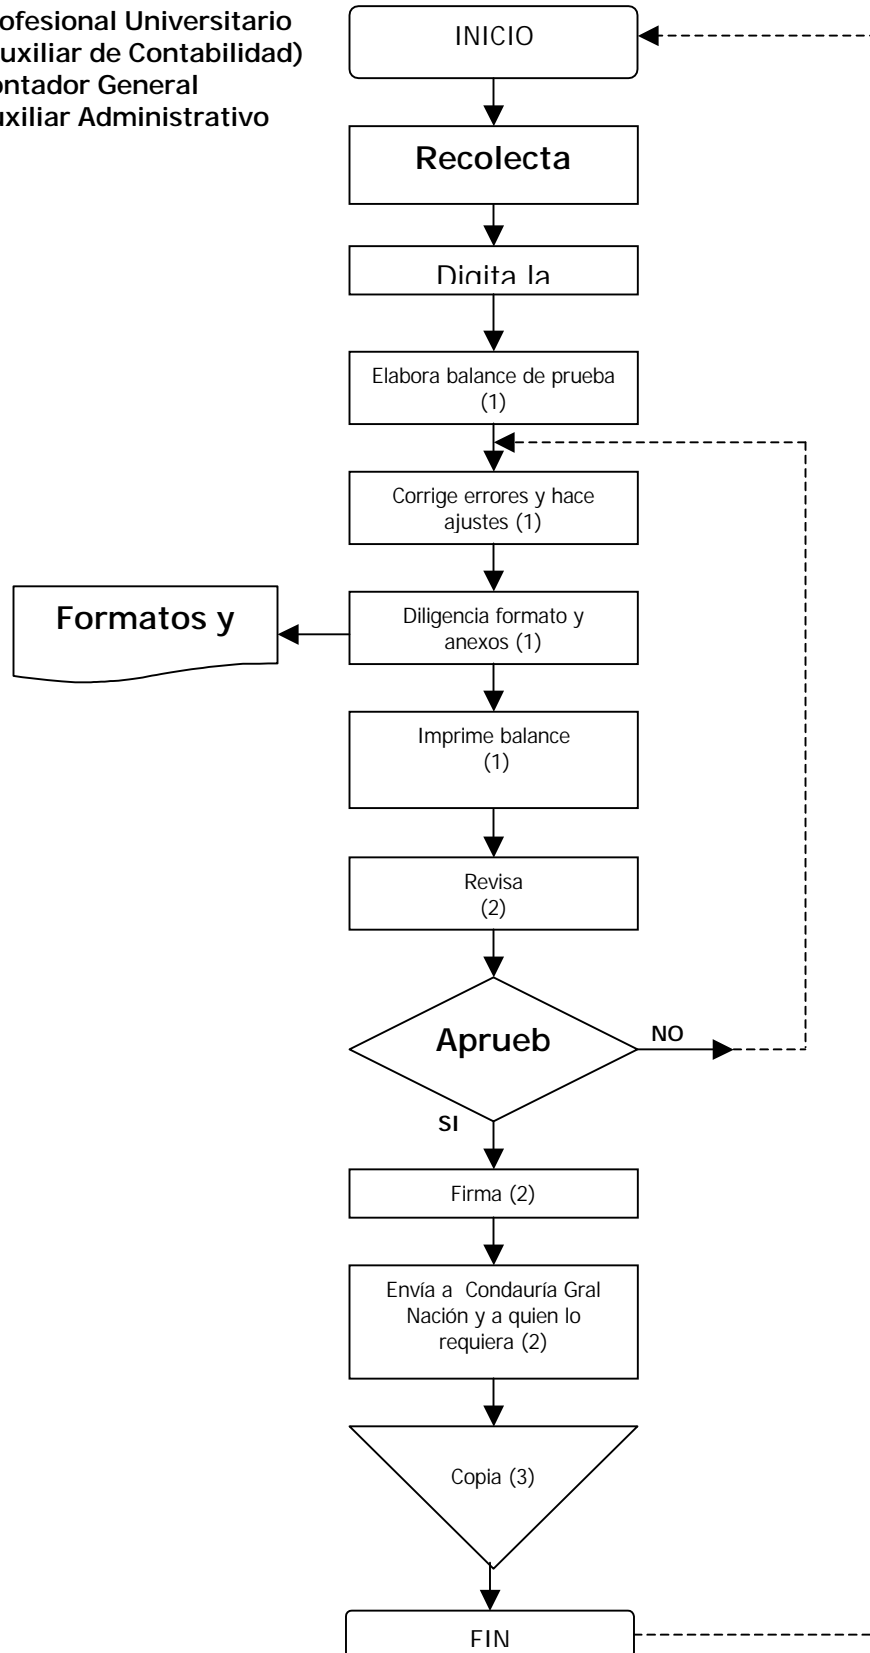 ofesional Universitario
uxiliar de Contabilidad)
ontador General
uxiliar Administrativo
INICIO
Recolecta
Digita la
Elabora balance de prueba
(1)
Corrige errores y hace
ajustes (1)
Formatos y
Diligencia formato y
anexos (1)
Imprime balance
(1)
Revisa
(2)
Aprueb
NO
SI
Firma (2)
Envía a Condauría Gral
Nación y a quien lo
requiera (2)
Copia (3)
FIN